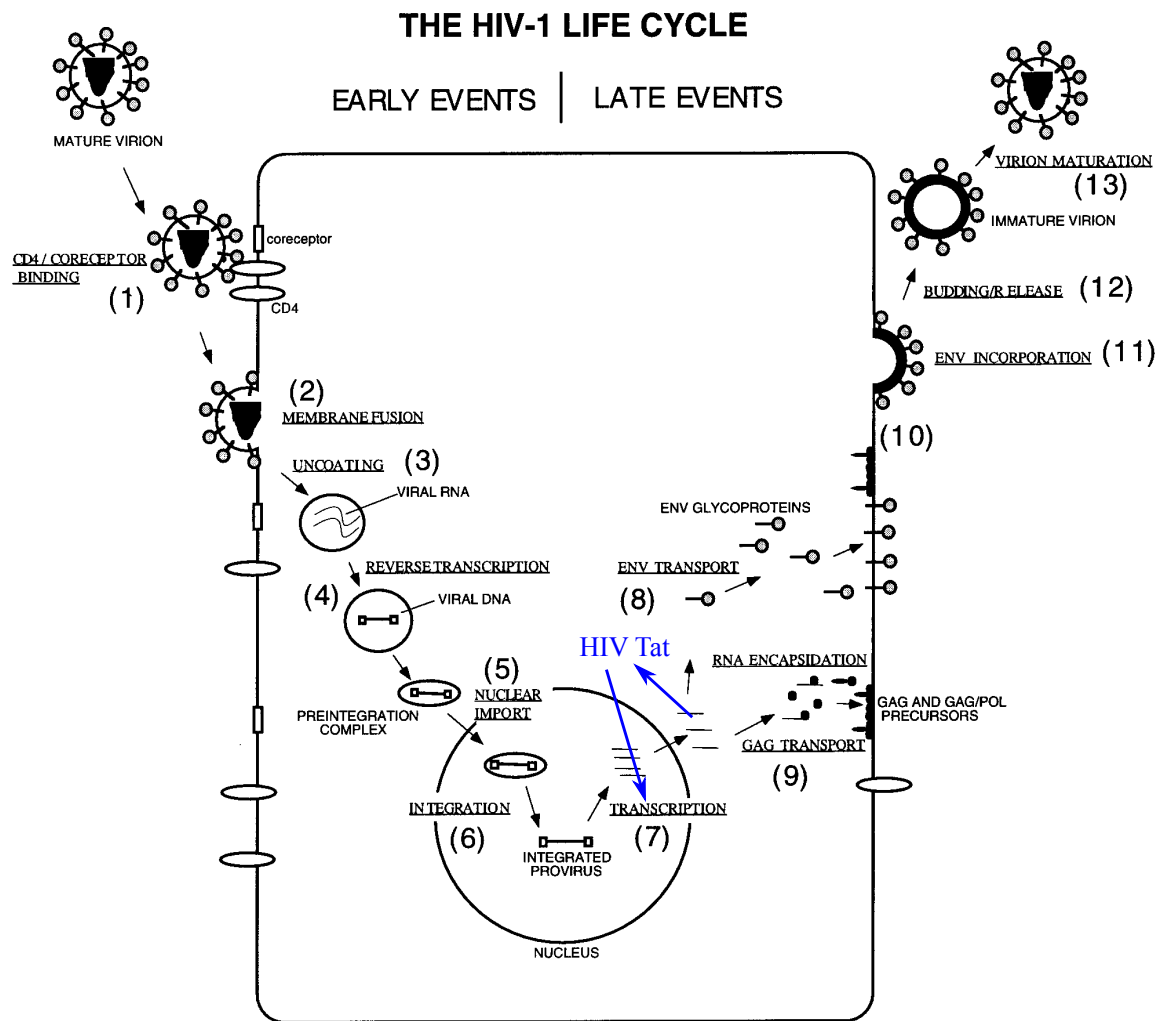 THE HIV-1 LIFE CYCLE
EARLY EVENTS
LATE EVENTS
MATURE VIRION
coreceptor
CD4 / CORECEPTOR
BINDING
(1)
CD4
(2)
MEMBRANE FUSION
UNCOATING
(3)
VIRAL RNA
REVERSE TRANSCRIPTION
(4)
VIRAL DNA
(5)
NUCLEAR
IMPORT
PREINTEGRATION
COMPLEX
INTEGRATION
(6)
INTEGRATED
PROVIRUS
NUCLEUS
TRANSCRIPTION
(7)
HIV Tat
ENV GLYCOPROTEINS
ENV TRANSPORT
(8)
RNA ENCAPSIDATION
GAG AND GAG/POL
PRECURSORS
GAG TRANSPORT
(9)
(10)
ENV INCORPORATION (11)
BUDDING/RELEASE (12)
IMMATURE VIRION
VIRION MATURATION
(13)